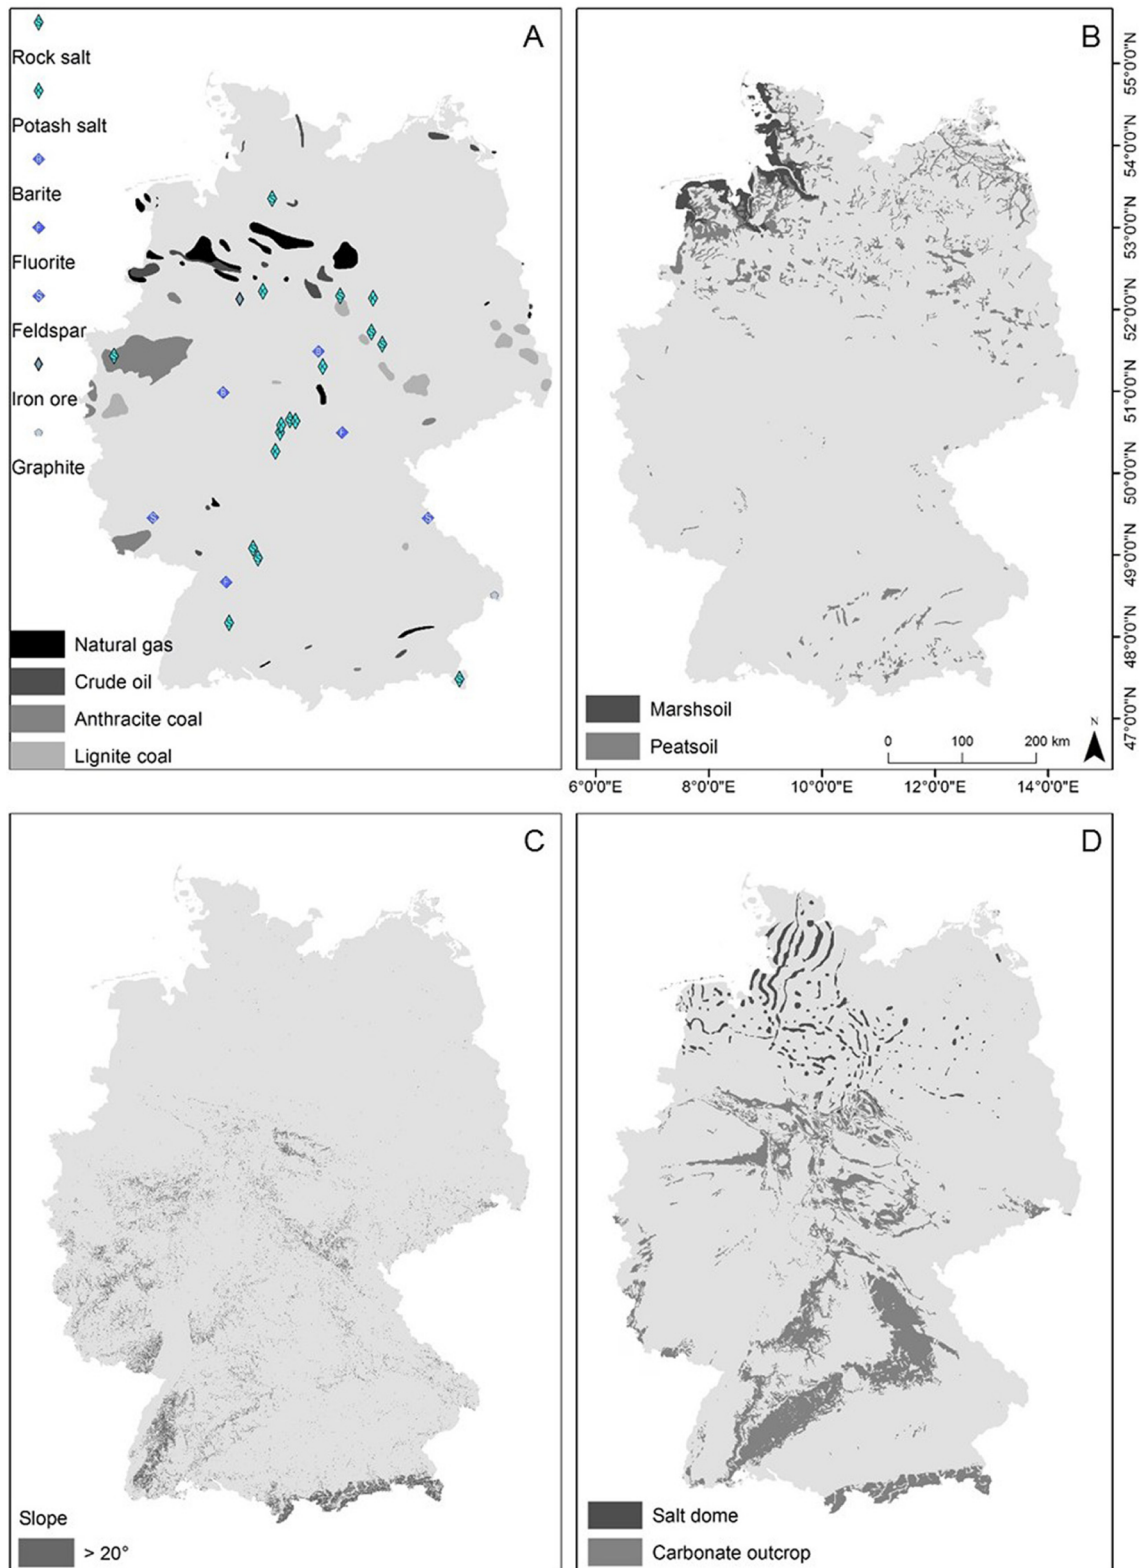 A
Rock salt
Potash salt
Barite
Fluorite
Feldspar
Iron ore
Graphite
Natural gas
Crude oil
Anthracite coal
Lignite coal
B
55°0'0"N
54°0'0"N
53°0'0"N
52°0'0"N
51°0'0"N
50°0'0"N
49°0'0"N
48°0'0"N
47°0'0"N
Marshsoil
Peatsoil
0 100 200 km
N
6°0'0"E 8°0'0"E 10°0'0"E 12°0'0"E 14°0'0"E
C
Slope
> 20°
D
Salt dome
Carbonate outcrop